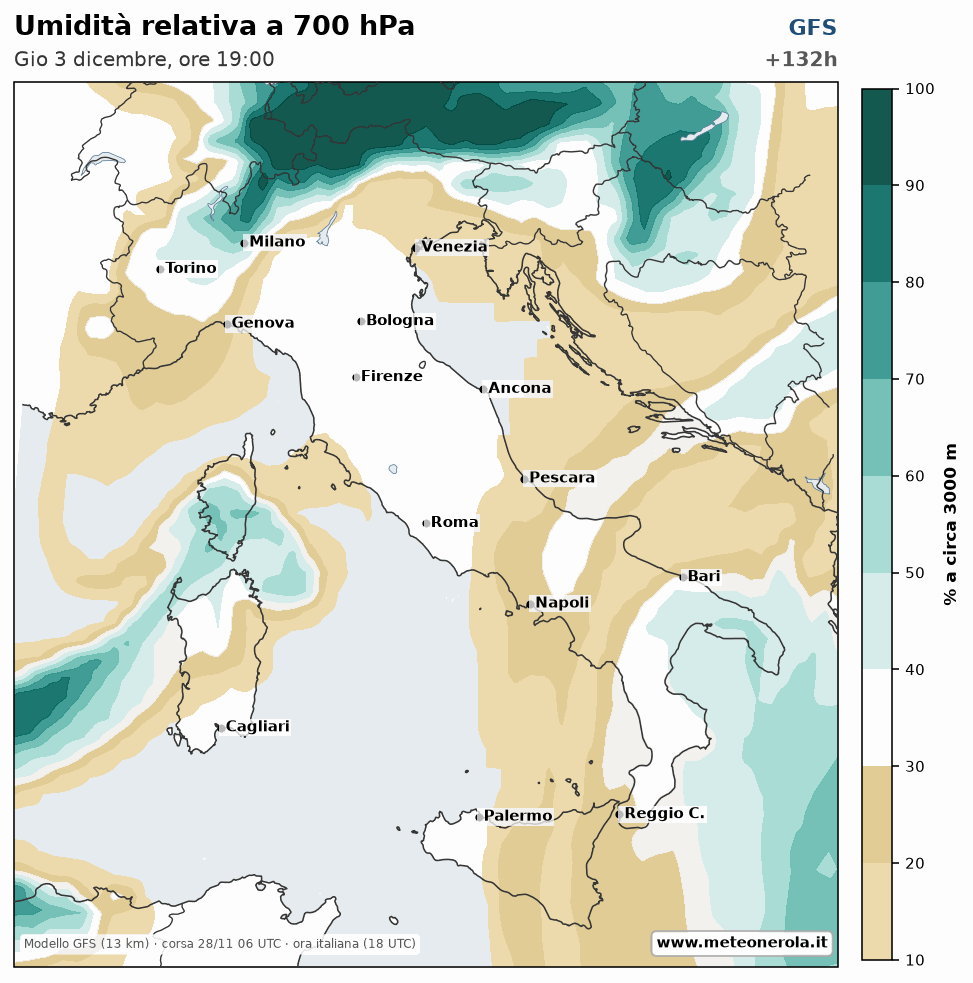 Umidità relativa a 700 hPa
GFS
Gio 3 dicembre, ore 19:00
+132h
Milano
Venezia
Torino
Genova
Bologna
Firenze
Ancona
Pescara
Roma
Bari
Napoli
Cagliari
Palermo
Reggio C.
100
90
80
70
60
50
40
30
20
10
% a circa 3000 m
Modello GFS (13 km) · corsa 28/11 06 UTC · ora italiana (18 UTC)
www.meteonerola.it